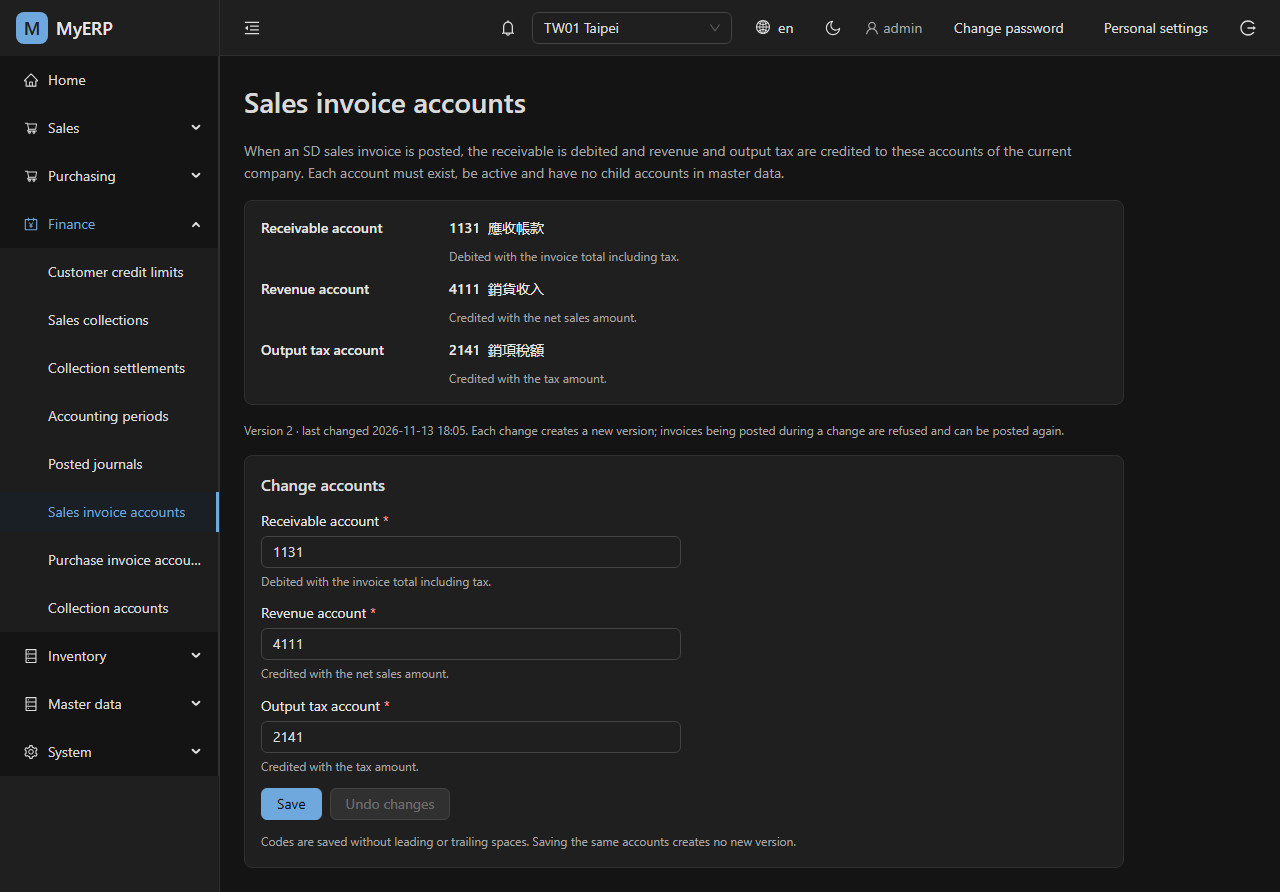 M MyERP
TW01 Taipei
en
admin
Change password
Personal settings
Home
Sales
Purchasing
Finance
Customer credit limits
Sales collections
Collection settlements
Accounting periods
Posted journals
Sales invoice accounts
Purchase invoice accou...
Collection accounts
Inventory
Master data
System
Sales invoice accounts
When an SD sales invoice is posted, the receivable is debited and revenue and output tax are credited to these accounts of the current
company. Each account must exist, be active and have no child accounts in master data.
Receivable account 1131 應收帳款
Debited with the invoice total including tax.
Revenue account 4111 銷貨收入
Credited with the net sales amount.
Output tax account 2141 銷項稅額
Credited with the tax amount.
Version 2 · last changed 2026-11-13 18:05. Each change creates a new version; invoices being posted during a change are refused and can be posted again.
Change accounts
Receivable account *
1131
Debited with the invoice total including tax.
Revenue account *
4111
Credited with the net sales amount.
Output tax account *
2141
Credited with the tax amount.
Save Undo changes
Codes are saved without leading or trailing spaces. Saving the same accounts creates no new version.